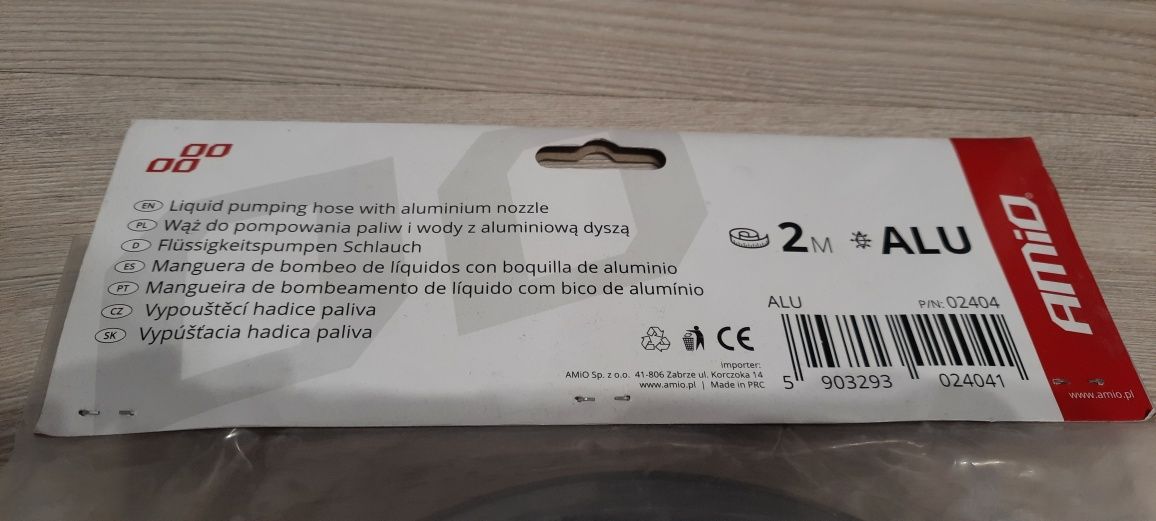 EN Liquid pumping hose with aluminium nozzle
PL Wąż do pompowania paliw i wody z aluminiową dyszą
D Flüssigkeitspumpen Schlauch
ES Manguera de bombeo de líquidos con boquilla de aluminio
PT Mangueira de bombeamento de líquido com bico de alumínio
CZ Vypouštěcí hadice paliva
SK Vypúšťacia hadica paliva
2M ALU
ALU P/N: 02404
CE
importer:
AMiO Sp. z o.o. 41-806 Zabrze ul. Korczoka 14
www.amio.pl | Made in PRC
5 903293 024041
AMiO®
www.amio.pl